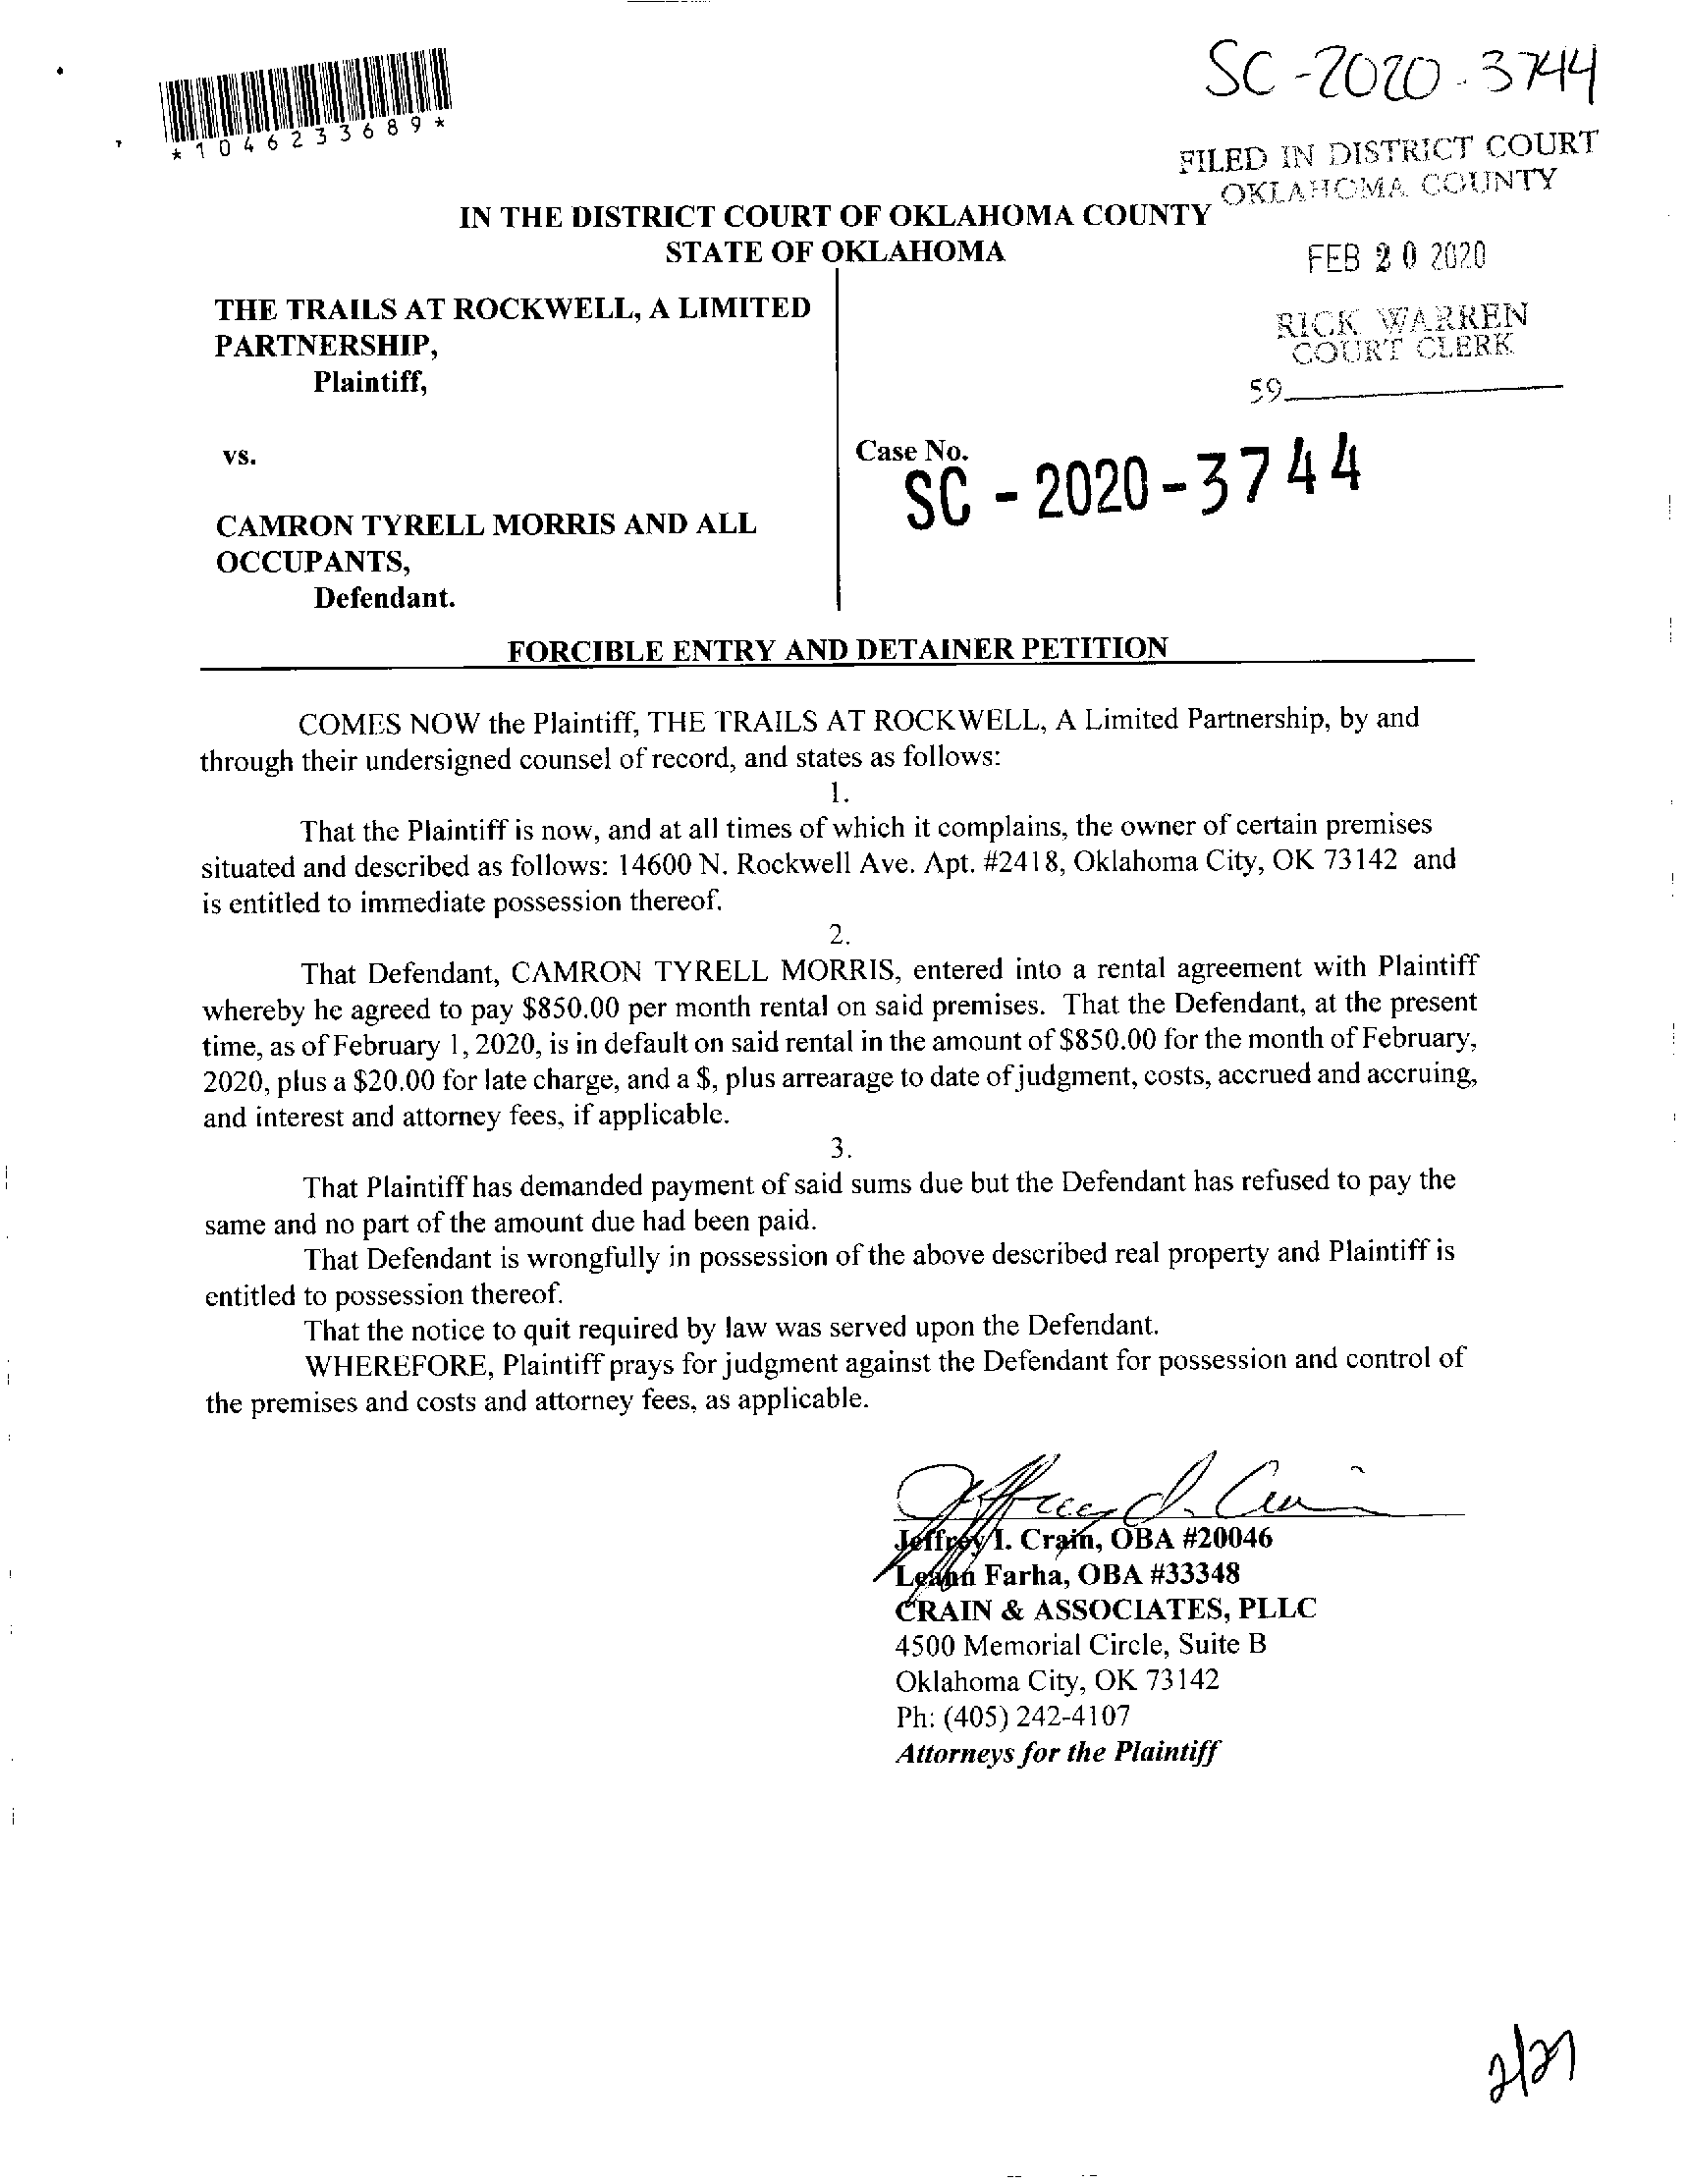 SC-2020-3744
*1046233689*
FILED IN DISTRICT COURT
OKLAHOMA COUNTY
IN THE DISTRICT COURT OF OKLAHOMA COUNTY
STATE OF OKLAHOMA
FEB 20 2020
THE TRAILS AT ROCKWELL, A LIMITED
PARTNERSHIP,
Plaintiff,
RICK WARREN
COURT CLERK
59
vs.
Case No.
SC-2020-3744
CAMRON TYRELL MORRIS AND ALL
OCCUPANTS,
Defendant.
FORCIBLE ENTRY AND DETAINER PETITION
COMES NOW the Plaintiff, THE TRAILS AT ROCKWELL, A Limited Partnership, by and
through their undersigned counsel of record, and states as follows:
1.
That the Plaintiff is now, and at all times of which it complains, the owner of certain premises
situated and described as follows: 14600 N. Rockwell Ave. Apt. #2418, Oklahoma City, OK 73142 and
is entitled to immediate possession thereof.
2.
That Defendant, CAMRON TYRELL MORRIS, entered into a rental agreement with Plaintiff
whereby he agreed to pay $850.00 per month rental on said premises. That the Defendant, at the present
time, as of February 1, 2020, is in default on said rental in the amount of $850.00 for the month of February,
2020, plus a $20.00 for late charge, and a $, plus arrearage to date of judgment, costs, accrued and accruing,
and interest and attorney fees, if applicable.
3.
That Plaintiff has demanded payment of said sums due but the Defendant has refused to pay the
same and no part of the amount due had been paid.
That Defendant is wrongfully in possession of the above described real property and Plaintiff is
entitled to possession thereof.
That the notice to quit required by law was served upon the Defendant.
WHEREFORE, Plaintiff prays for judgment against the Defendant for possession and control of
the premises and costs and attorney fees, as applicable.
Jeffrey I. Crain, OBA #20046
Leann Farha, OBA #33348
CRAIN & ASSOCIATES, PLLC
4500 Memorial Circle, Suite B
Oklahoma City, OK 73142
Ph: (405) 242-4107
Attorneys for the Plaintiff